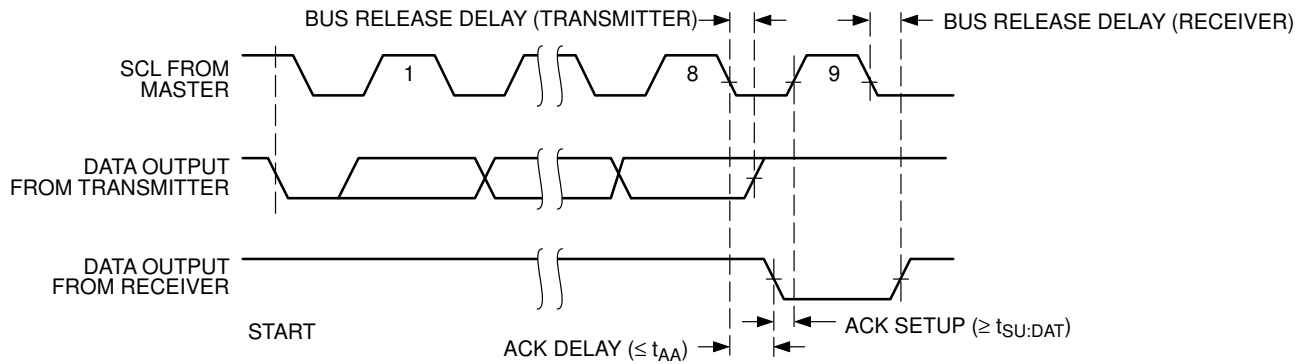 BUS RELEASE DELAY (TRANSMITTER)
BUS RELEASE DELAY (RECEIVER)
SCL FROM
MASTER
1
8
9
DATA OUTPUT
FROM TRANSMITTER
DATA OUTPUT
FROM RECEIVER
START
ACK SETUP (≥ tSU:DAT)
ACK DELAY (≤ tAA)